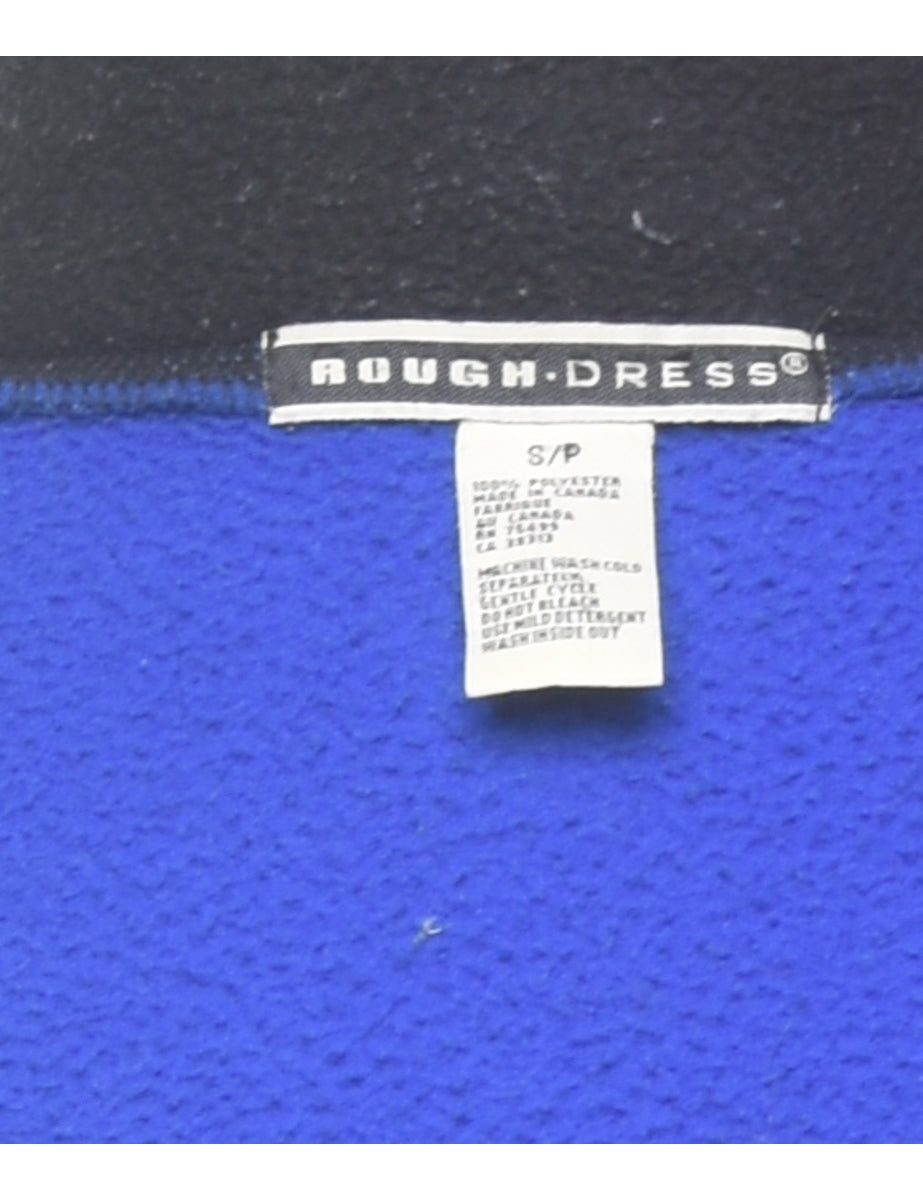 ROUGH·DRESS®
S/P
100% POLYESTER
MADE IN CANADA
FABRIQUE
AU CANADA
RN 75499
CA 28313
MACHINE WASH COLD
SEPARATELY
GENTLE CYCLE
DO NOT BLEACH
USE MILD DETERGENT
WASH INSIDE OUT